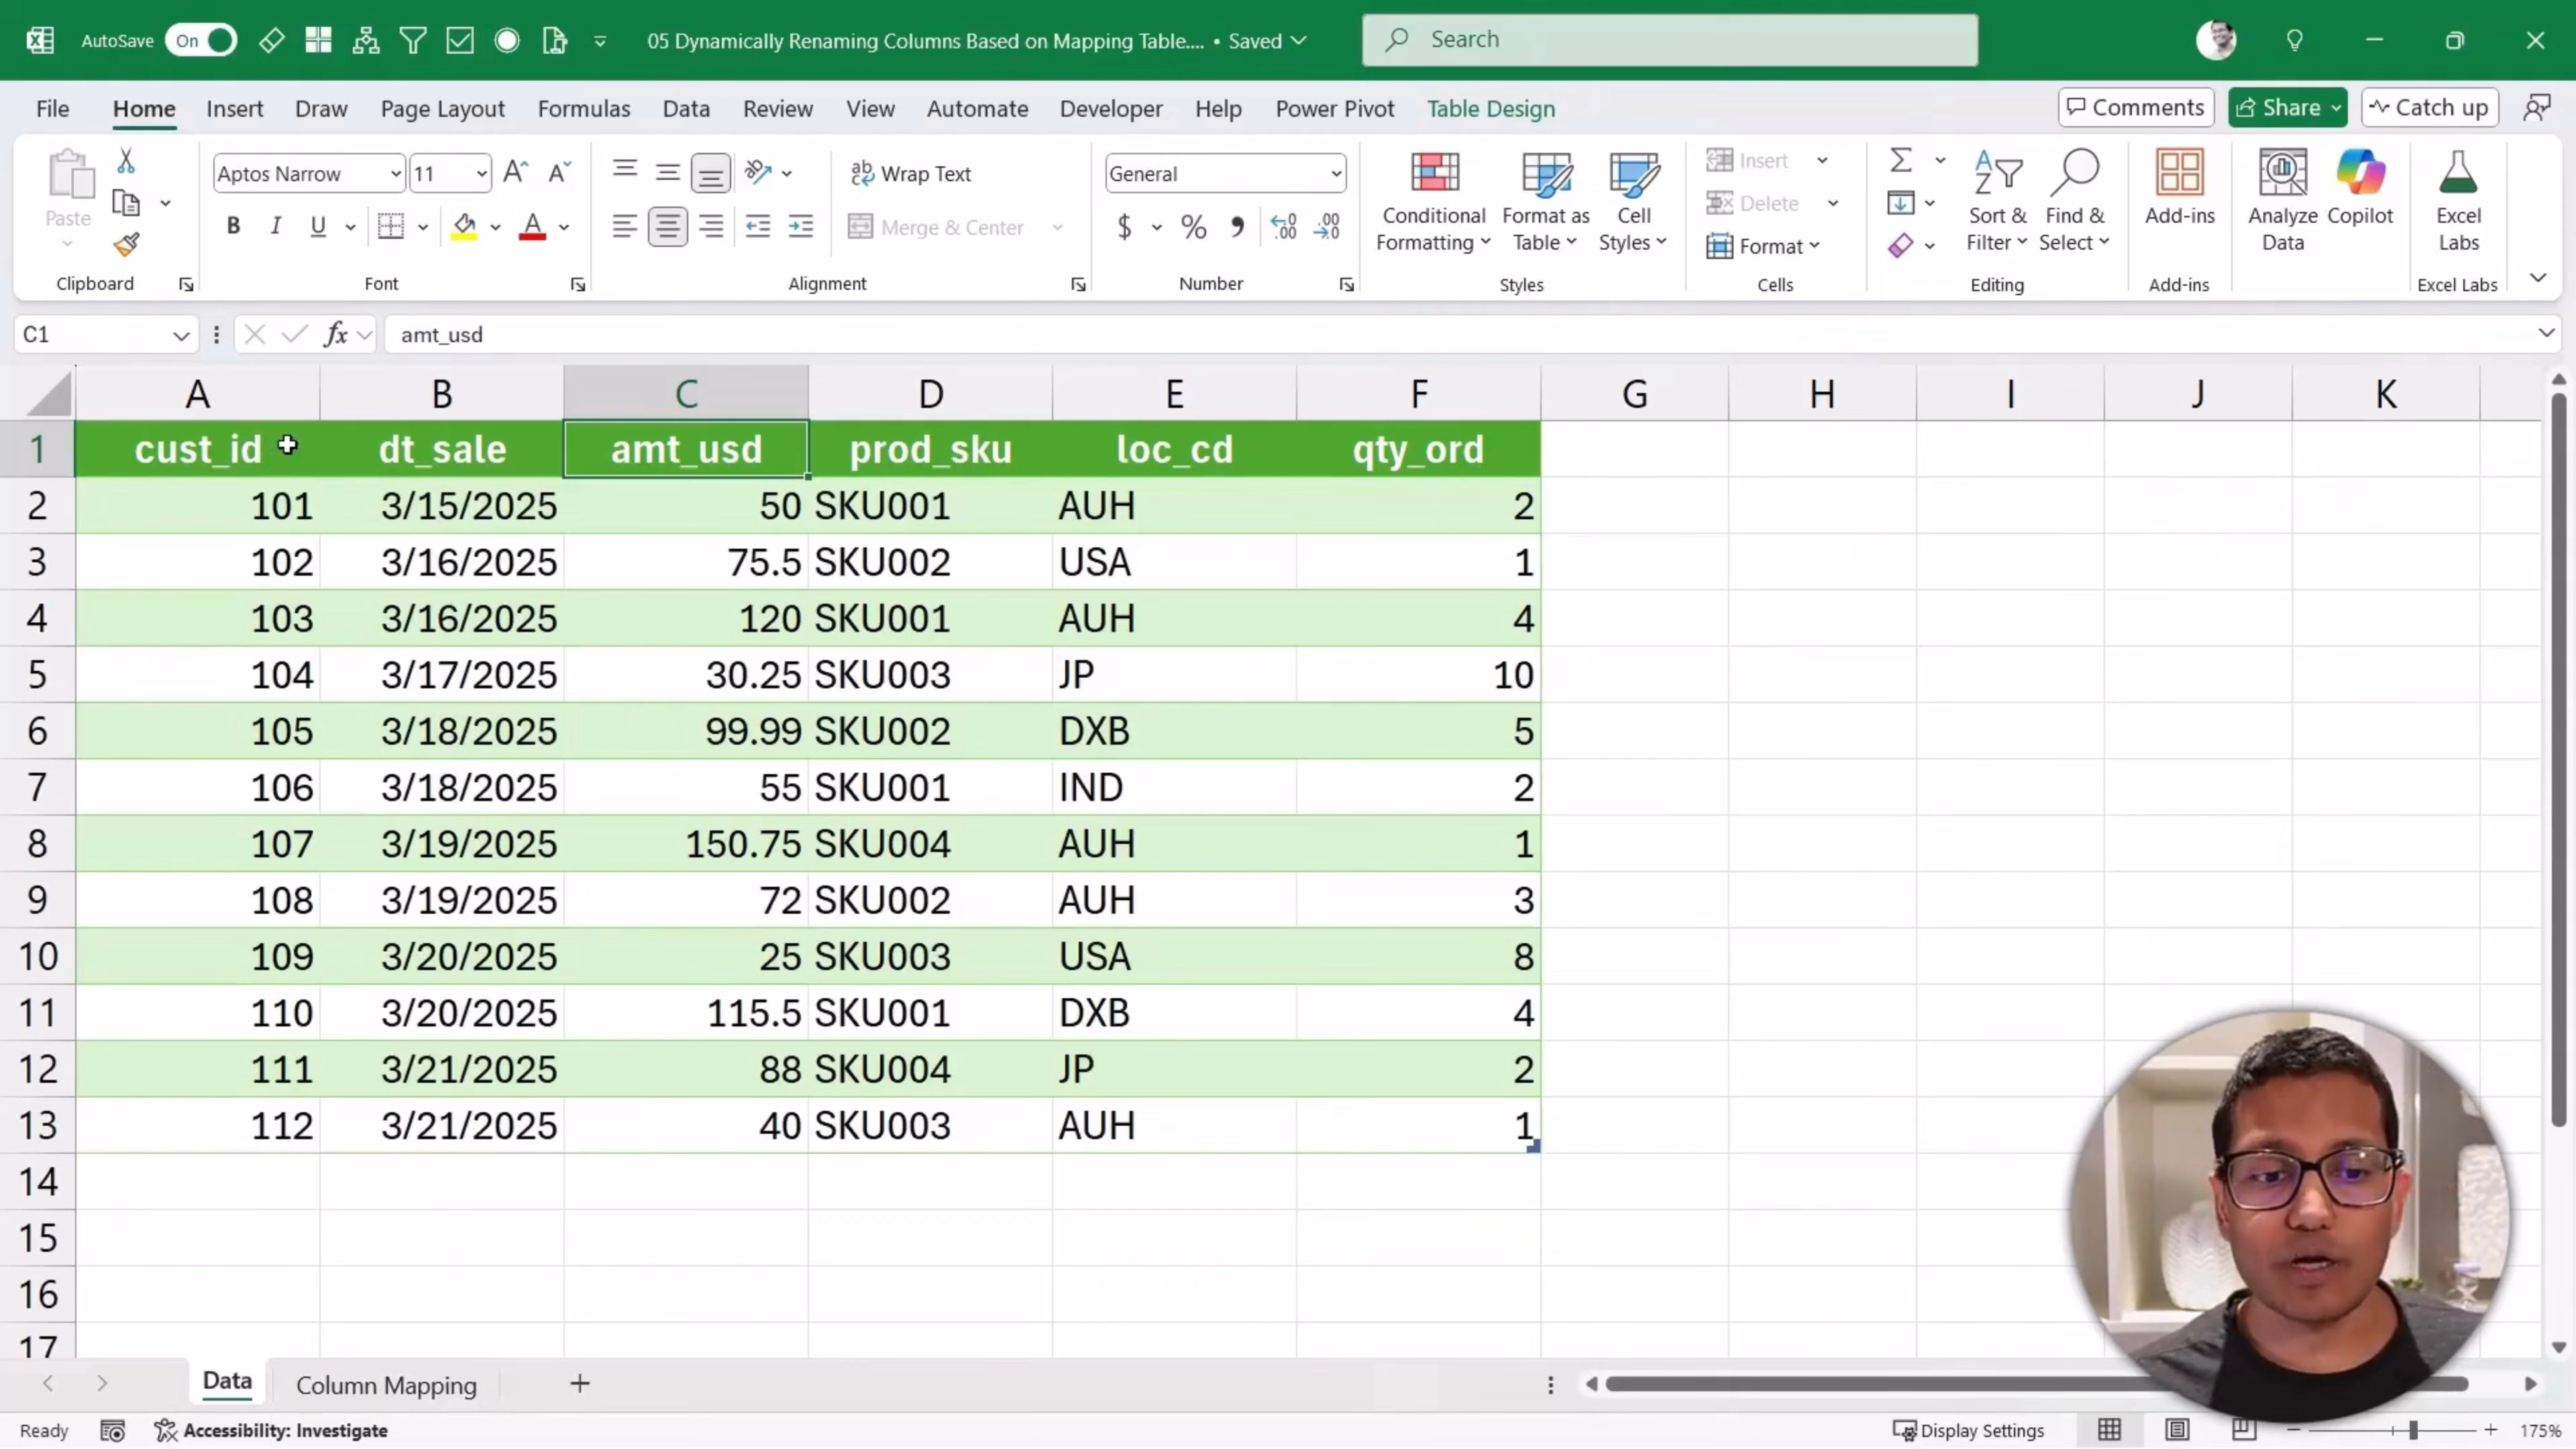 AutoSave On 05 Dynamically Renaming Columns Based on Mapping Table.... • Saved Search
File Home Insert Draw Page Layout Formulas Data Review View Automate Developer Help Power Pivot Table Design Comments Share Catch up
Paste
Clipboard
Aptos Narrow 11
B I U
Font
Wrap Text
Merge & Center
Alignment
General
$ % , .00 .00
Number
Conditional Formatting
Format as Table
Cell Styles
Styles
Insert
Delete
Format
Cells
Sort & Filter
Find & Select
Editing
Add-ins
Add-ins
Analyze Data
Copilot
Excel Labs
Excel Labs
C1 fx amt_usd
A B C D E F G H I J K
1 cust_id dt_sale amt_usd prod_sku loc_cd qty_ord
2 101 3/15/2025 50 SKU001 AUH 2
3 102 3/16/2025 75.5 SKU002 USA 1
4 103 3/16/2025 120 SKU001 AUH 4
5 104 3/17/2025 30.25 SKU003 JP 10
6 105 3/18/2025 99.99 SKU002 DXB 5
7 106 3/18/2025 55 SKU001 IND 2
8 107 3/19/2025 150.75 SKU004 AUH 1
9 108 3/19/2025 72 SKU002 AUH 3
10 109 3/20/2025 25 SKU003 USA 8
11 110 3/20/2025 115.5 SKU001 DXB 4
12 111 3/21/2025 88 SKU004 JP 2
13 112 3/21/2025 40 SKU003 AUH 1
14
15
16
17
Data Column Mapping
Ready Accessibility: Investigate Display Settings 175%